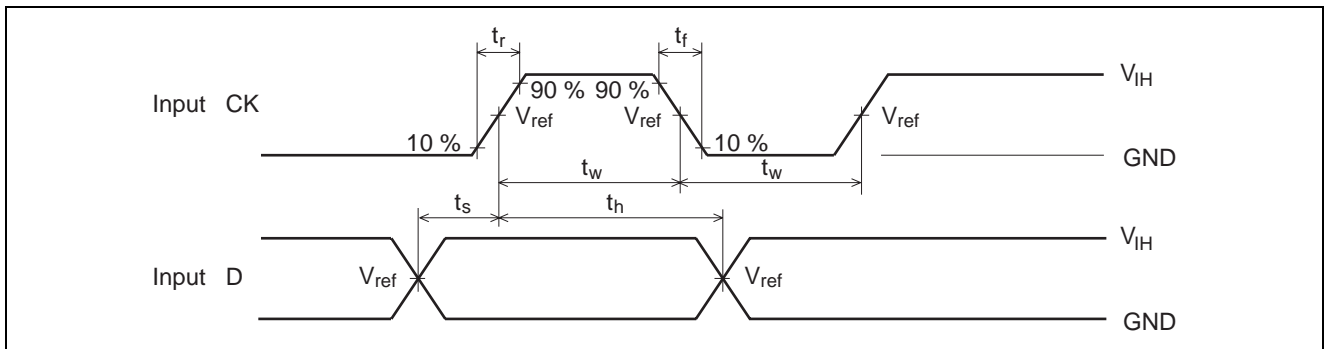 tr
tf
VIH
90 % 90 %
Input CK
Vref
Vref
Vref
10 %
10 %
GND
tw
tw
ts
th
VIH
Input D
Vref
Vref
GND